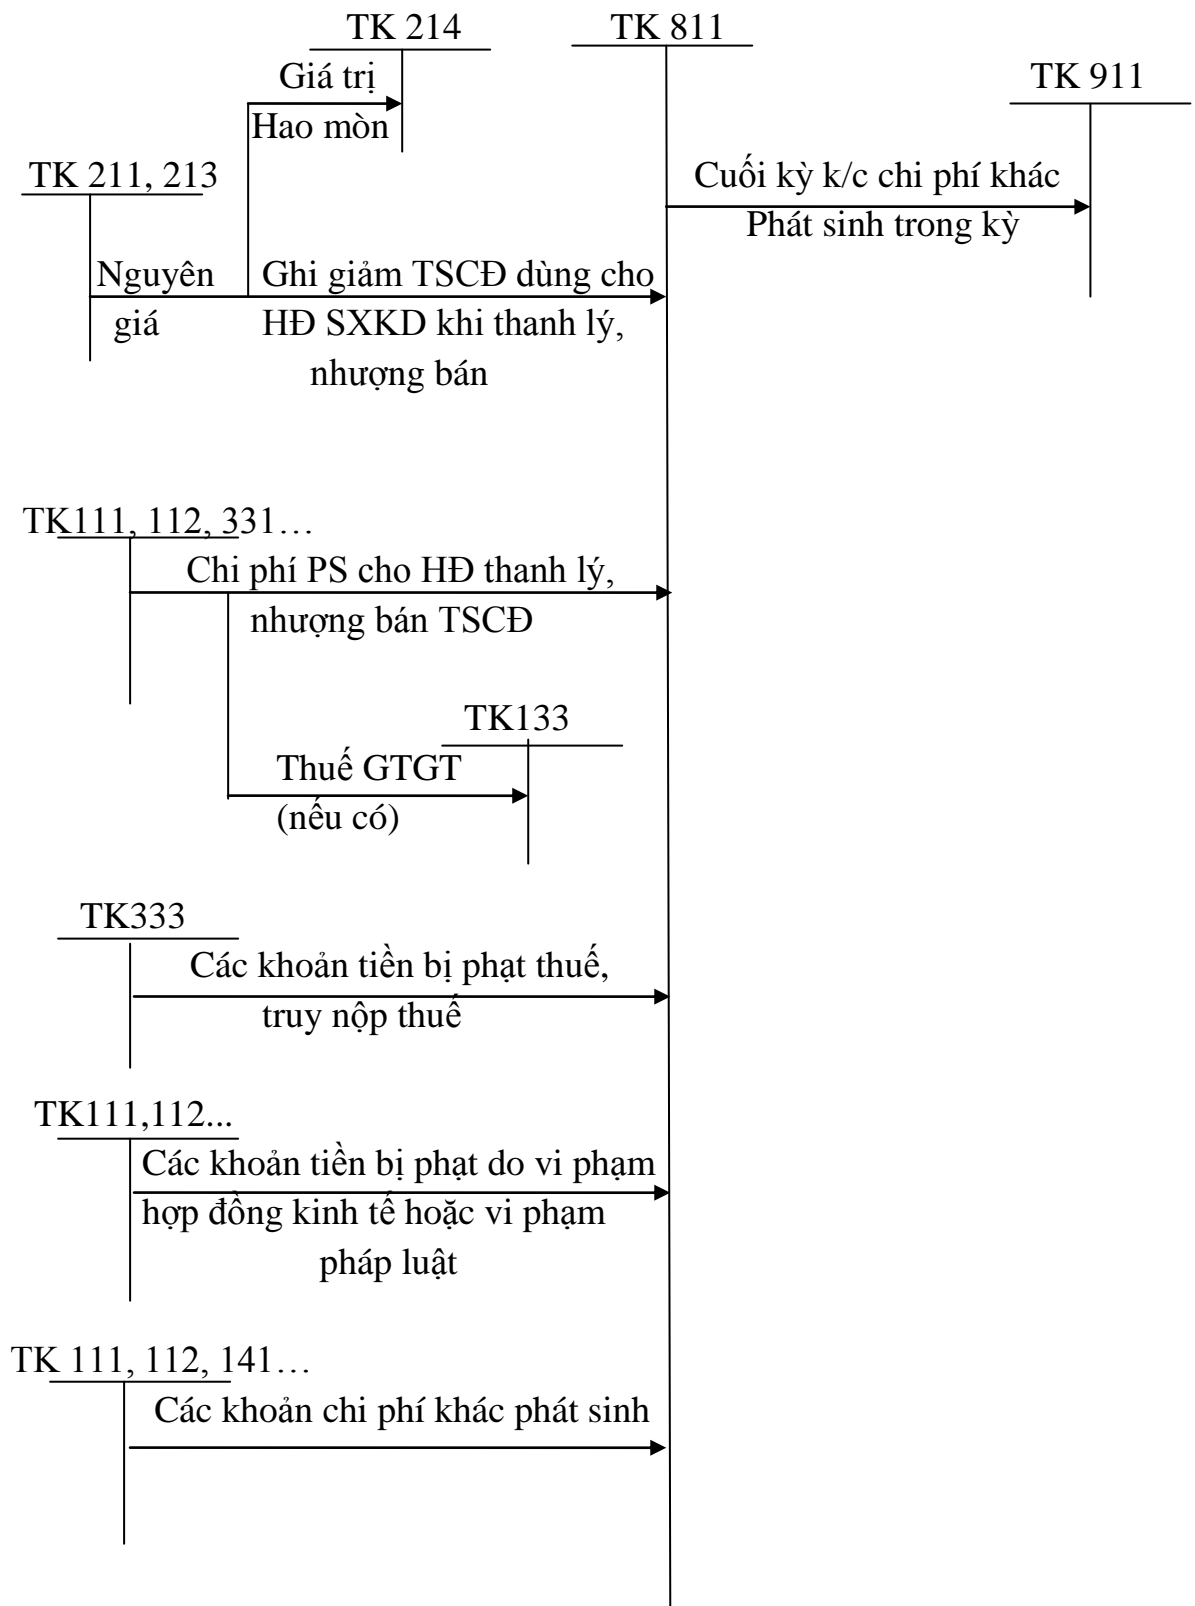 TK 214
TK 811
Giá trị
TK 911
Hao mòn
TK 211, 213
Cuối kỳ k/c chi phí khác
Phát sinh trong kỳ
Nguyên
giá
Ghi giảm TSCĐ dùng cho
HĐ SXKD khi thanh lý,
nhượng bán
TK111, 112, 331…
Chi phí PS cho HĐ thanh lý,
nhượng bán TSCĐ
TK133
Thuế GTGT
(nếu có)
TK333
Các khoản tiền bị phạt thuế,
truy nộp thuế
TK111,112...
Các khoản tiền bị phạt do vi phạm
hợp đồng kinh tế hoặc vi phạm
pháp luật
TK 111, 112, 141…
Các khoản chi phí khác phát sinh